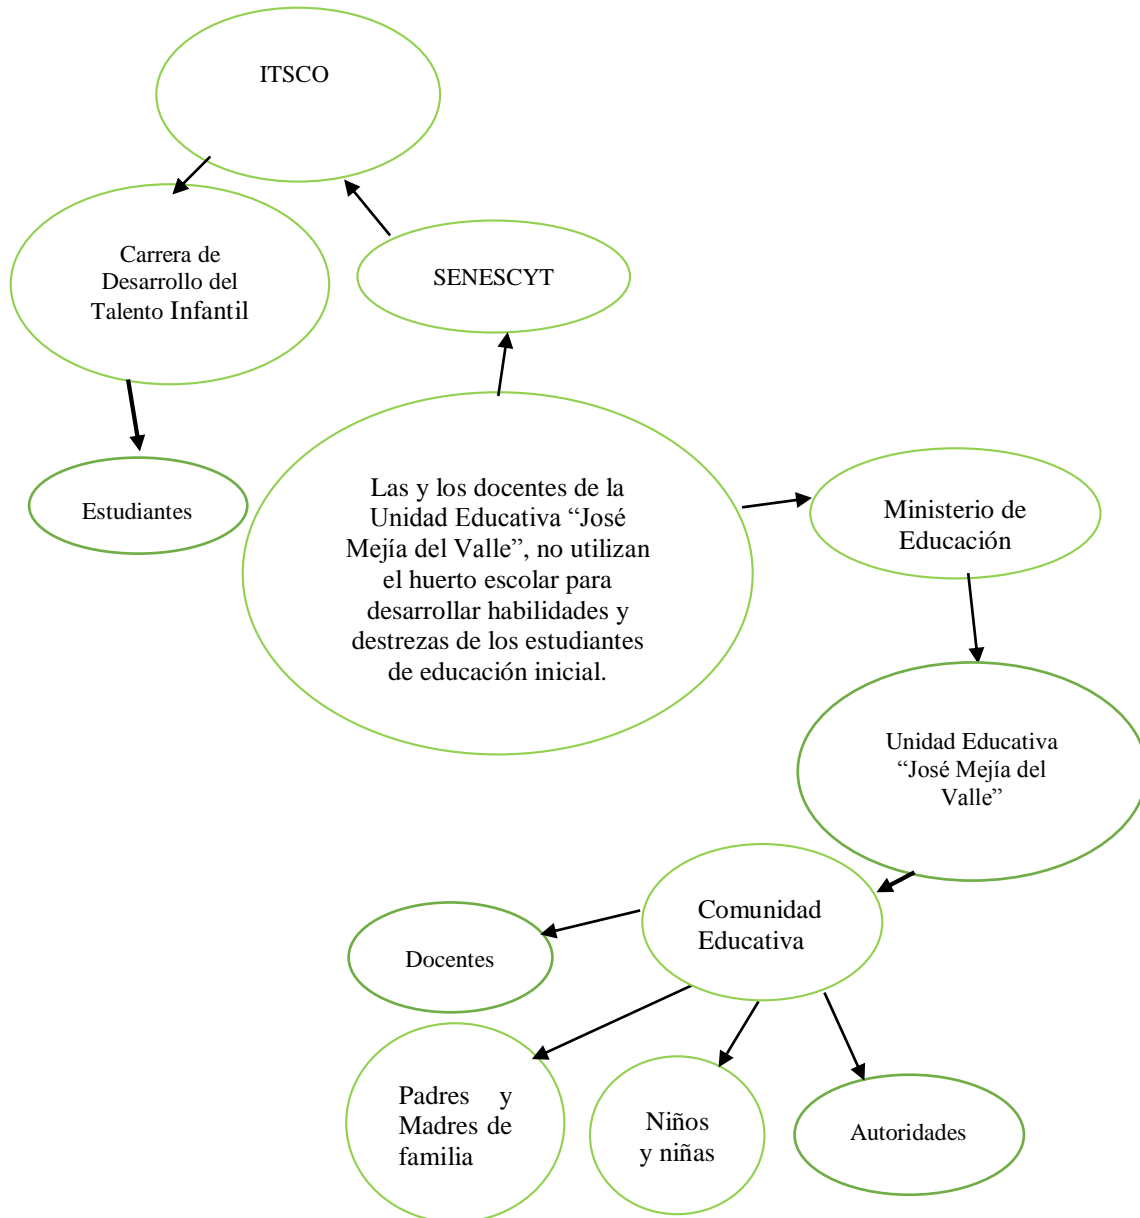 ITSCO
Carrera de
Desarrollo del
Talento Infantil
SENESCYT
Estudiantes
Las y los docentes de la
Unidad Educativa “José
Mejía del Valle”, no utilizan
el huerto escolar para
desarrollar habilidades y
destrezas de los estudiantes
de educación inicial.
Ministerio de
Educación
Unidad Educativa
“José Mejía del
Valle”
Comunidad
Educativa
Docentes
Padres y
Madres de
familia
Niños
y niñas
Autoridades